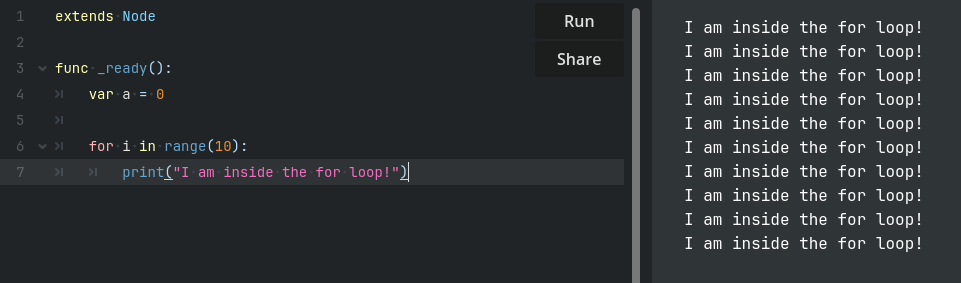 1 extends Node
2
3 func _ready():
4 var a = 0
5
6 for i in range(10):
7 print("I am inside the for loop!")
Run
Share
I am inside the for loop!
I am inside the for loop!
I am inside the for loop!
I am inside the for loop!
I am inside the for loop!
I am inside the for loop!
I am inside the for loop!
I am inside the for loop!
I am inside the for loop!
I am inside the for loop!